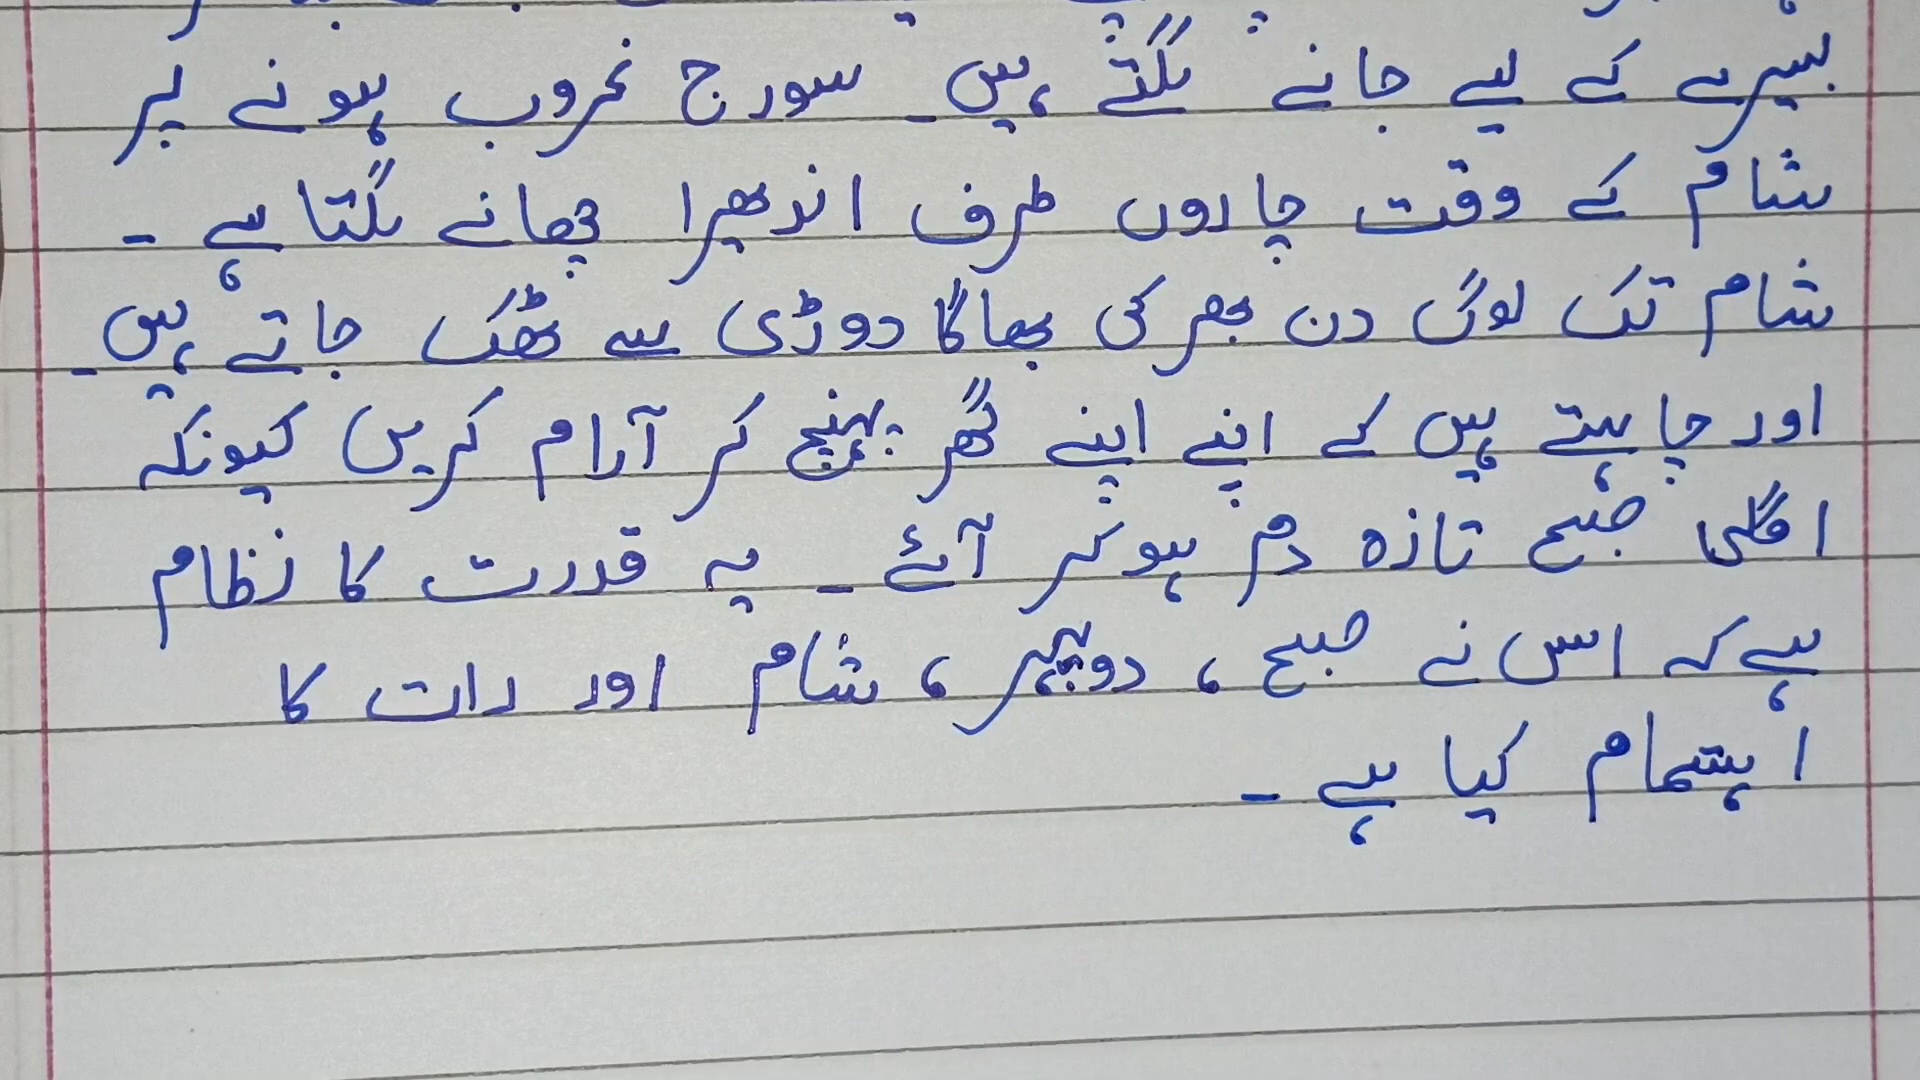 بسیرے کے لیے جانے لگتے ہیں۔ سورج غروب ہونے پر
شام کے وقت چاروں طرف اندھیرا چھانے لگتا ہے ۔
شام تک لوگ دن بھر کی بھاگا دوڑی سے تھک جاتے ہیں۔
اور چاہتے ہیں کے اپنے اپنے گھر پہنچ کر آرام کریں کیونکہ
اگلی صبح تازہ دم ہوکر آئے ۔ یہ قدرت کا نظام
ہے کہ اس نے صبح ، دوپہر ، شام اور رات کا
اہتمام کیا ہے ۔